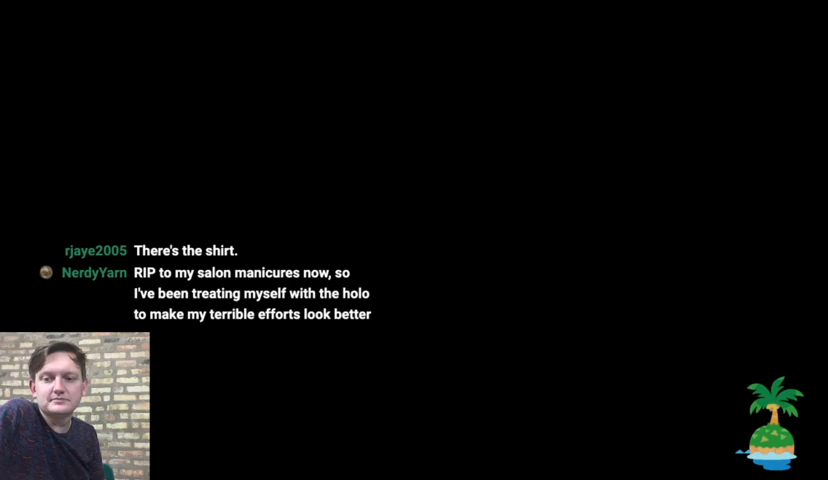 rjaye2005 There's the shirt.
NerdyYarn RIP to my salon manicures now, so
I've been treating myself with the holo
to make my terrible efforts look better